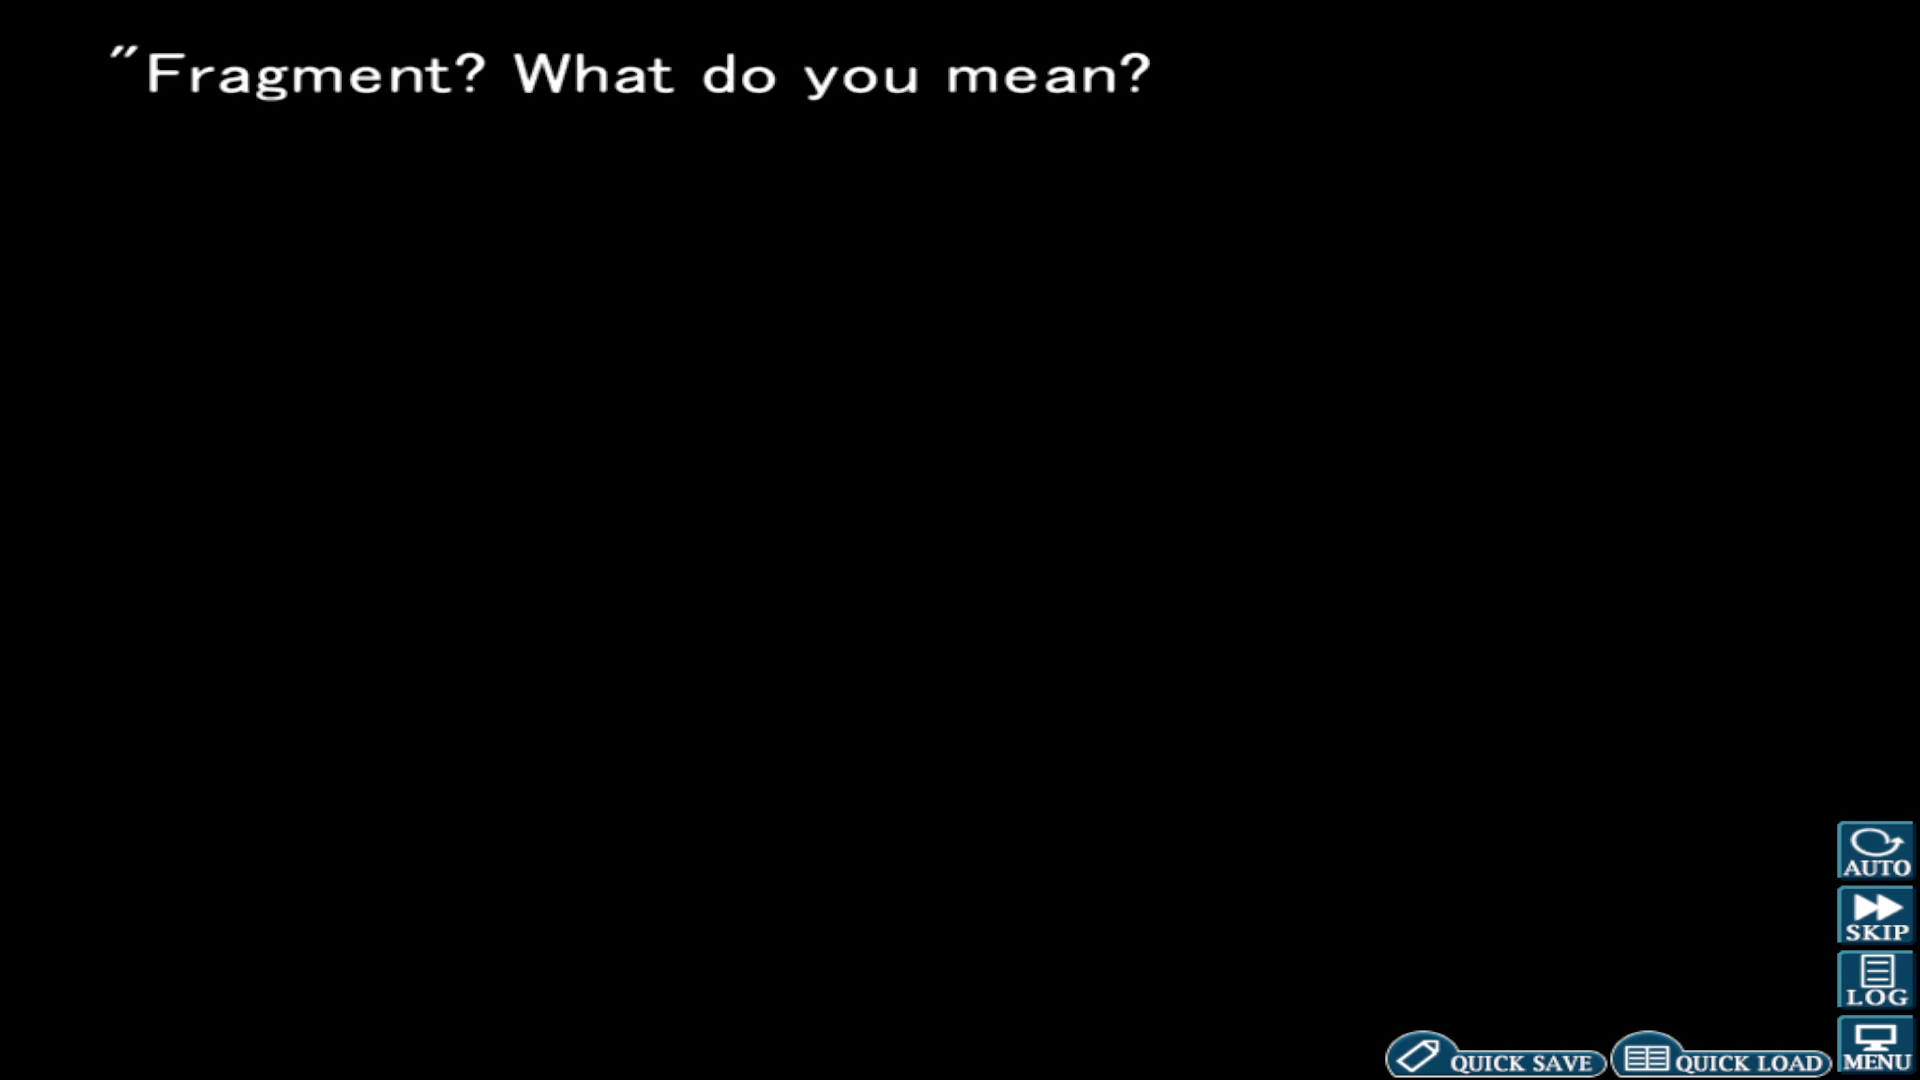 "Fragment? What do you mean?
AUTO
SKIP
LOG
QUICK SAVE
QUICK LOAD
MENU